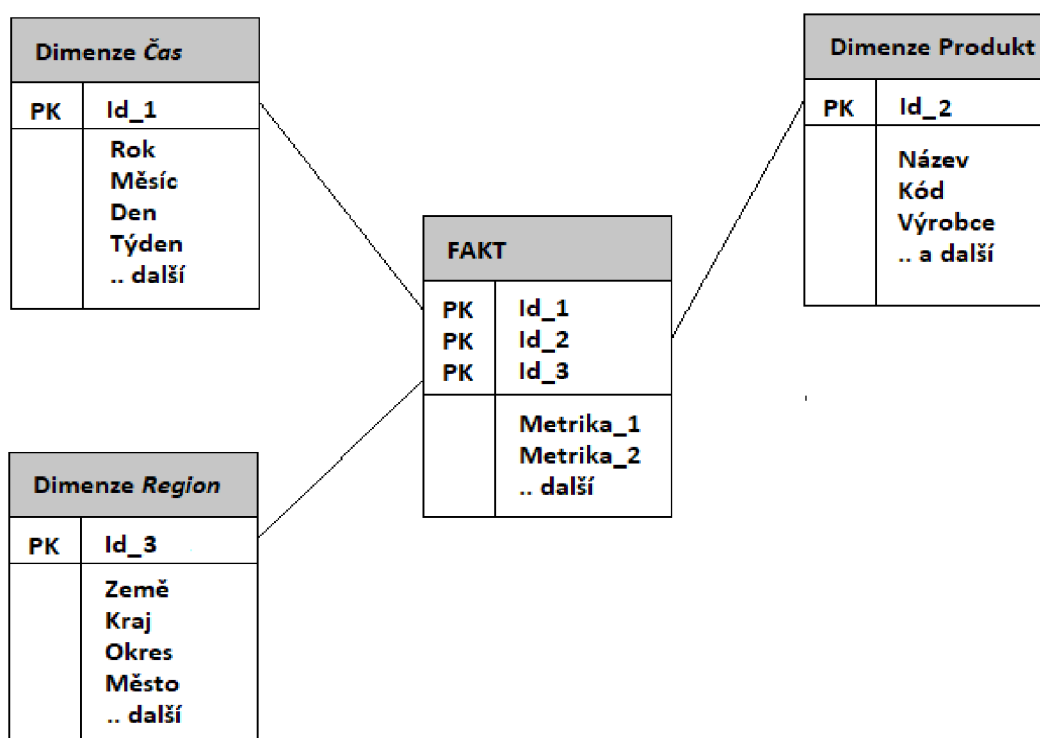 Dimenze Čas
PK Id_1
Rok
Měsíc
Den
Týden
.. další
Dimenze Produkt
PK Id_2
Název
Kód
Výrobce
.. a další
FAKT
PK Id_1
PK Id_2
PK Id_3
Metrika_1
Metrika_2
.. další
Dimenze Region
PK Id_3
Země
Kraj
Okres
Město
.. další